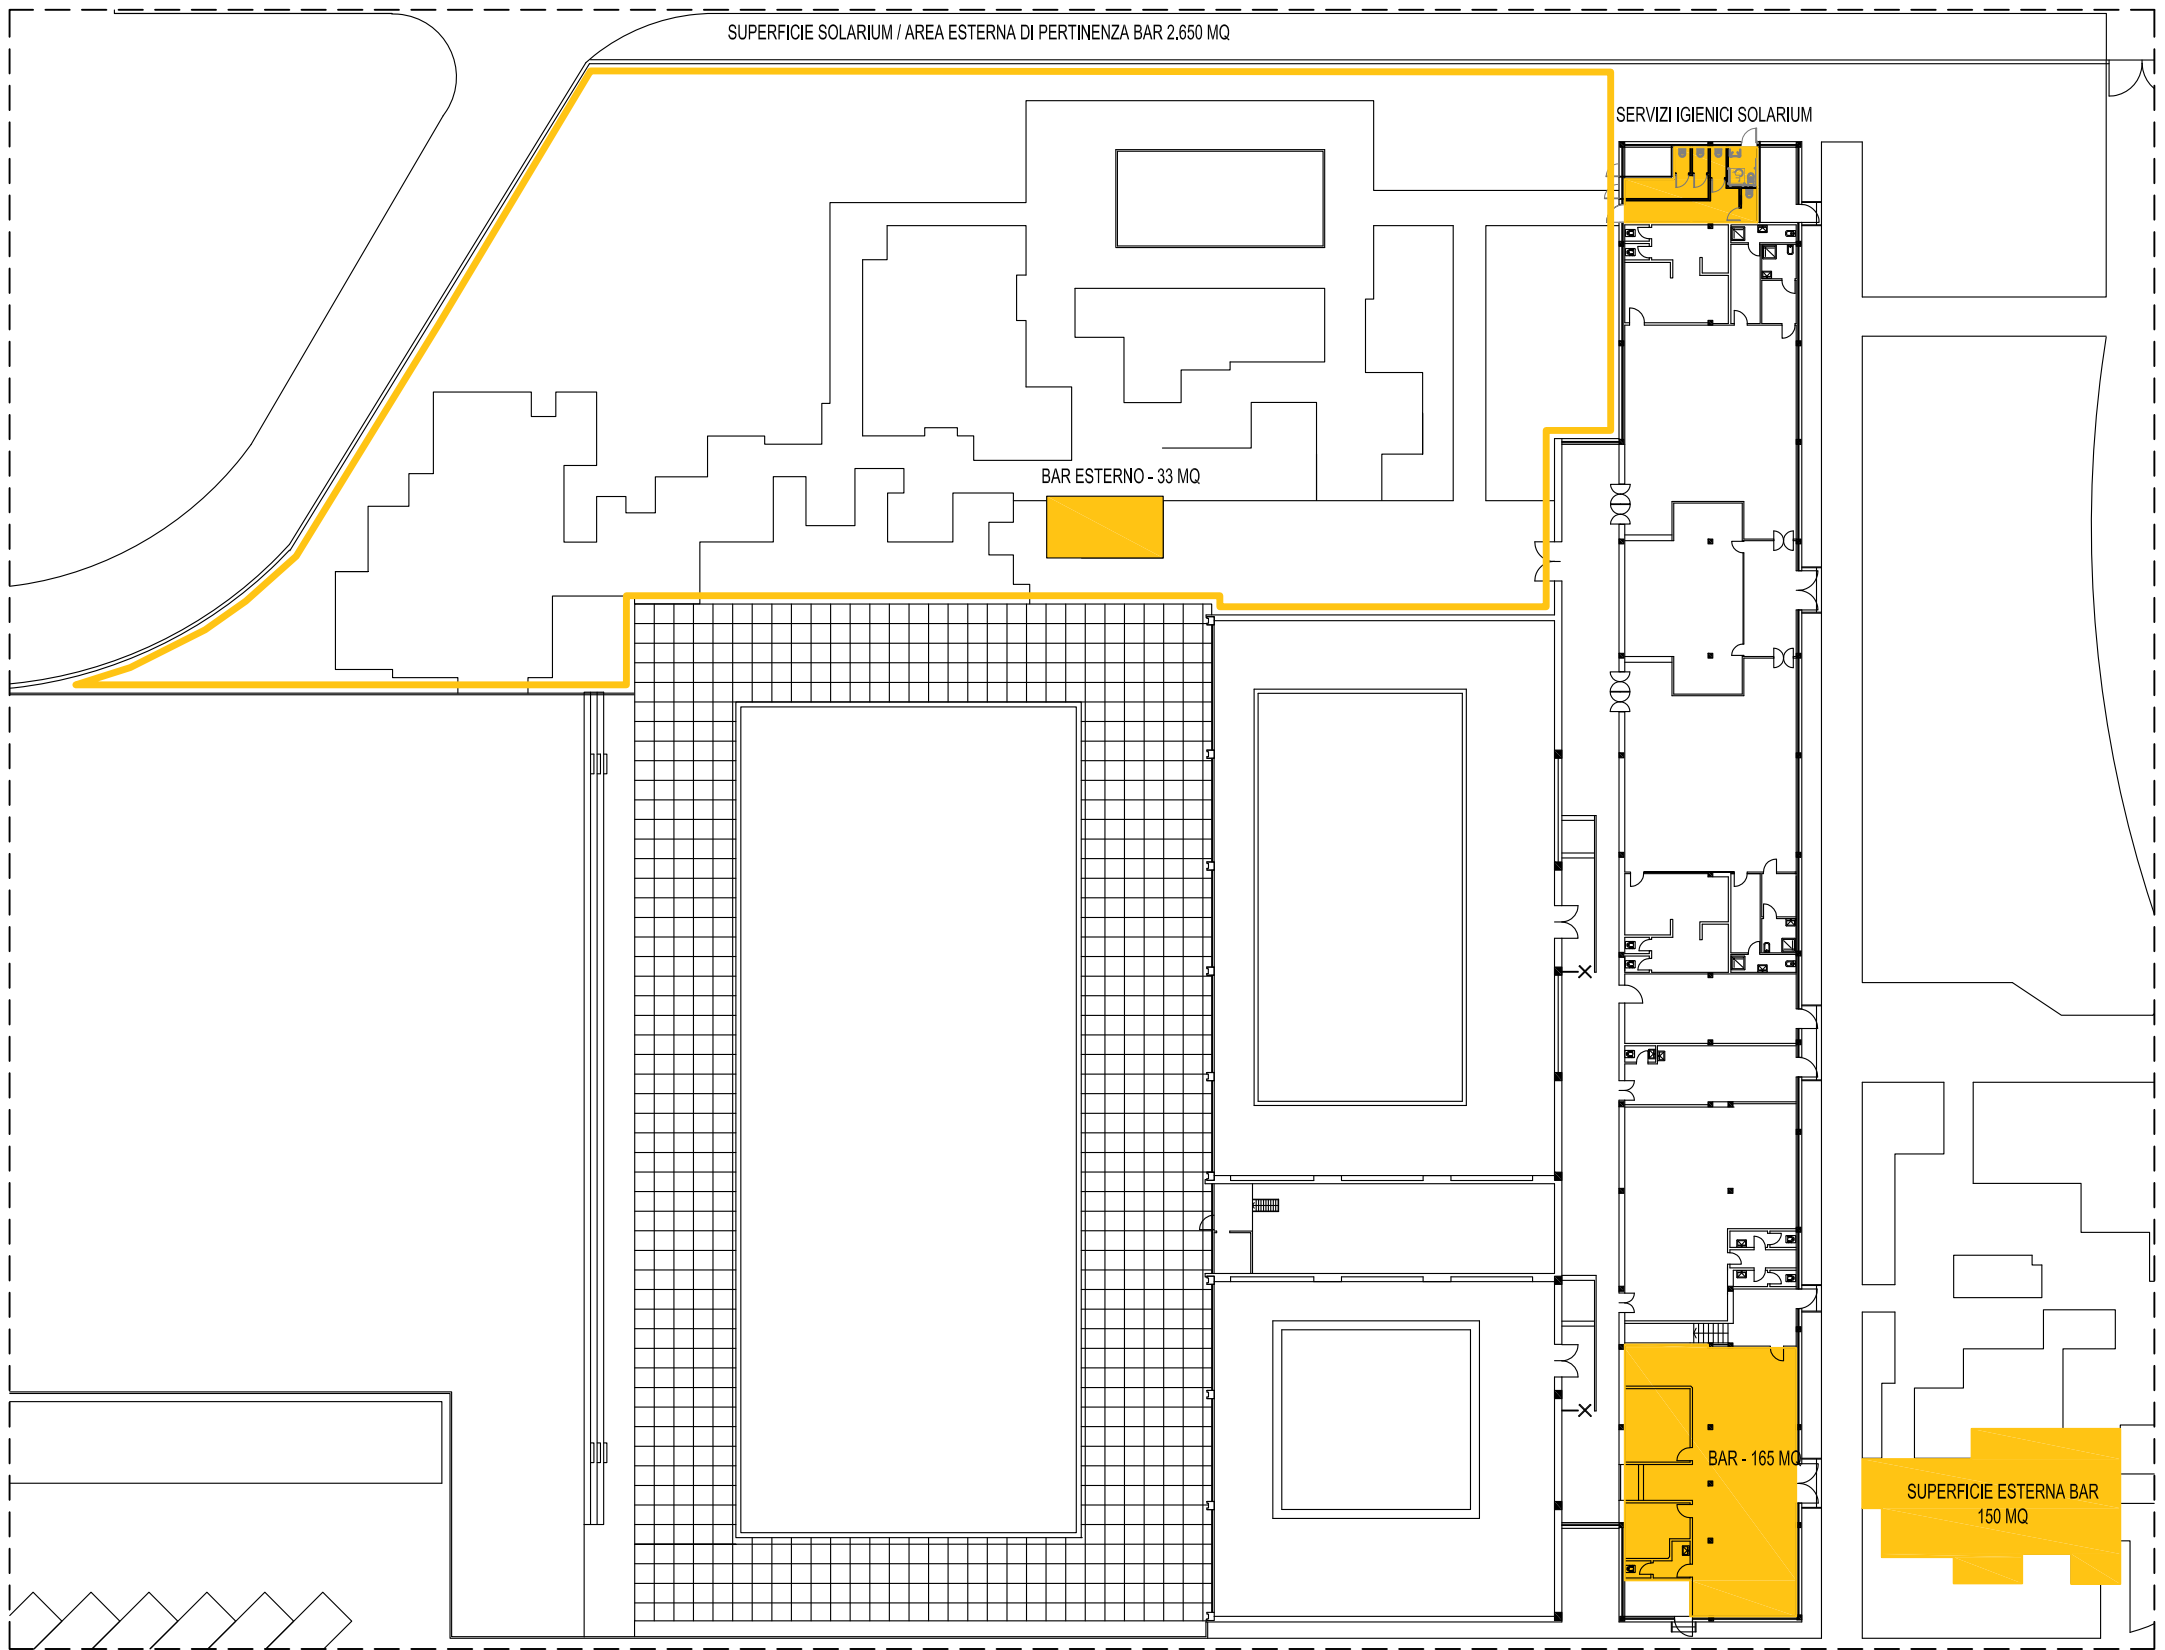 SUPERFICIE SOLARIUM / AREA ESTERNA DI PERTINENZA BAR 2.650 MQ
SERVIZI IGIENICI SOLARIUM
BAR ESTERNO - 33 MQ
BAR - 165 MQ
SUPERFICIE ESTERNA BAR
150 MQ